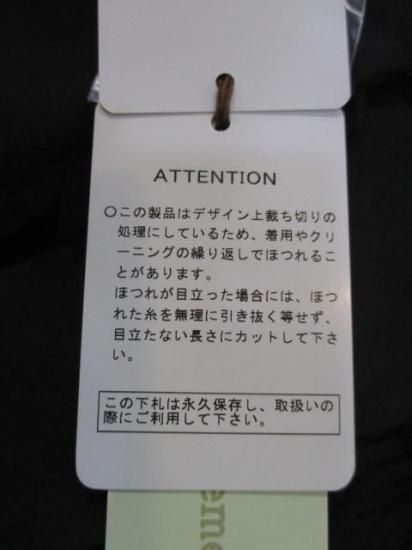 ATTENTION
○この製品はデザイン上裁ち切りの
処理にしているため、着用やクリ
ーニングの繰り返しでほつれるこ
とがあります。
ほつれが目立った場合には、ほつ
れた糸を無理に引き抜く等せず、
目立たない長さにカットして下さ
い。
この下札は永久保存し、取扱いの
際にご利用して下さい。
eme